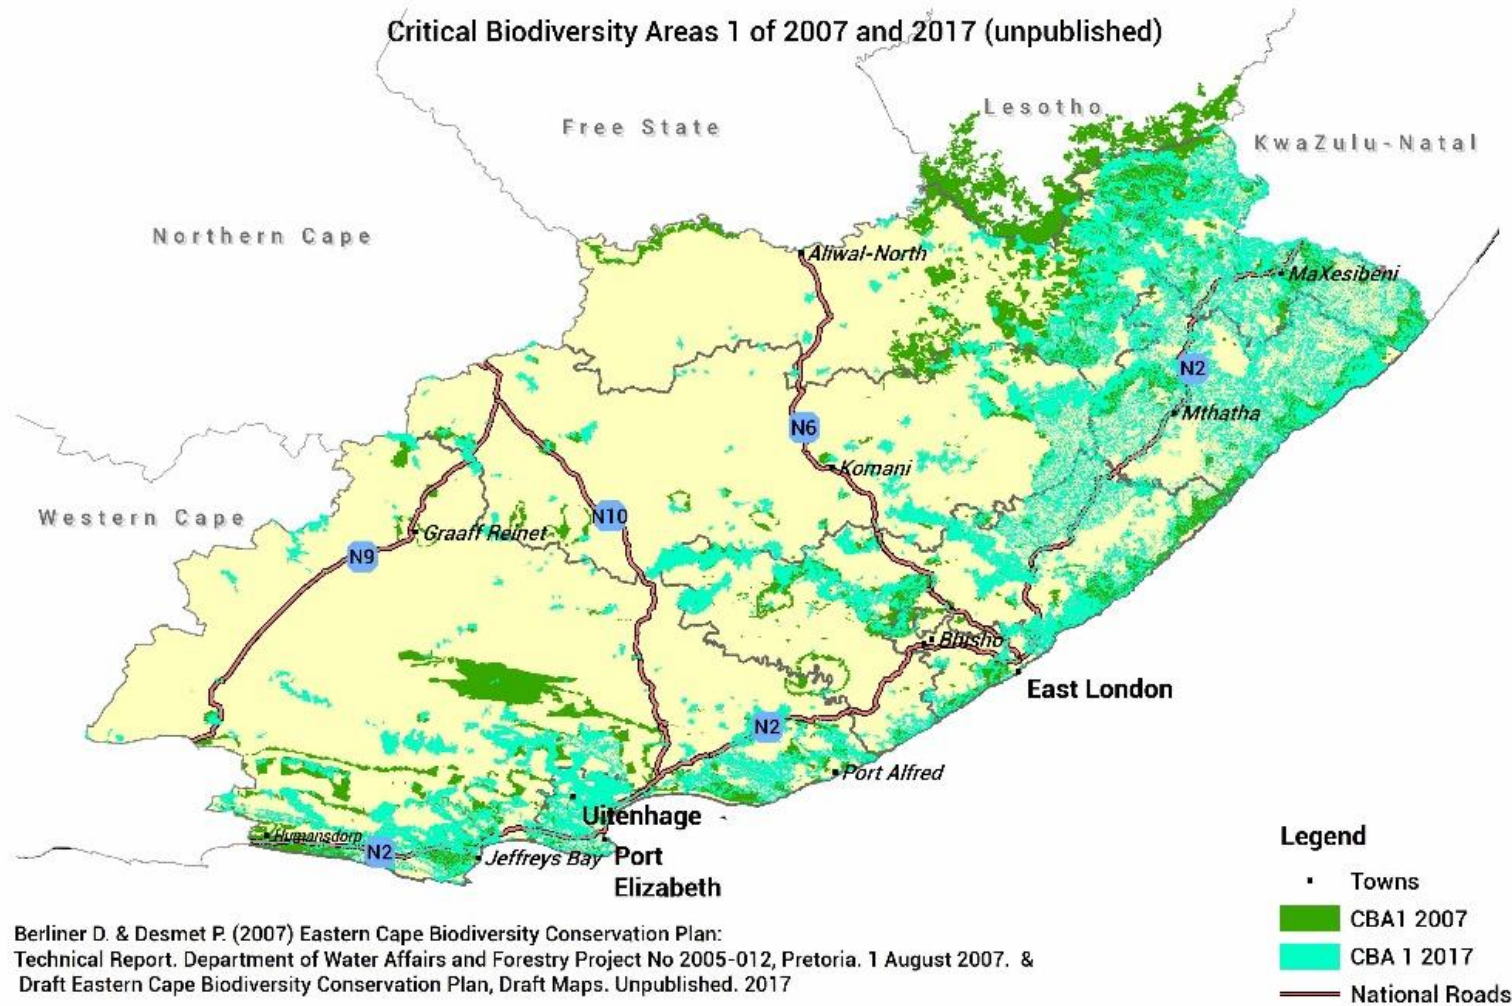 Critical Biodiversity Areas 1 of 2007 and 2017 (unpublished)
Lesotho
Free State
KwaZulu-Natal
Northern Cape
Aliwal-North
MaXesibeni
N2
Mthatha
N6
Komani
Western Cape
N10
Graaff Reinet
N9
Bhisho
East London
N2
Port Alfred
Uitenhage
Humansdorp
N2
Jeffreys Bay
Port
Elizabeth
Legend
Towns
CBA1 2007
CBA 1 2017
National Roads
Berliner D. & Desmet P. (2007) Eastern Cape Biodiversity Conservation Plan:
Technical Report. Department of Water Affairs and Forestry Project No 2005-012, Pretoria. 1 August 2007. &
Draft Eastern Cape Biodiversity Conservation Plan, Draft Maps. Unpublished. 2017